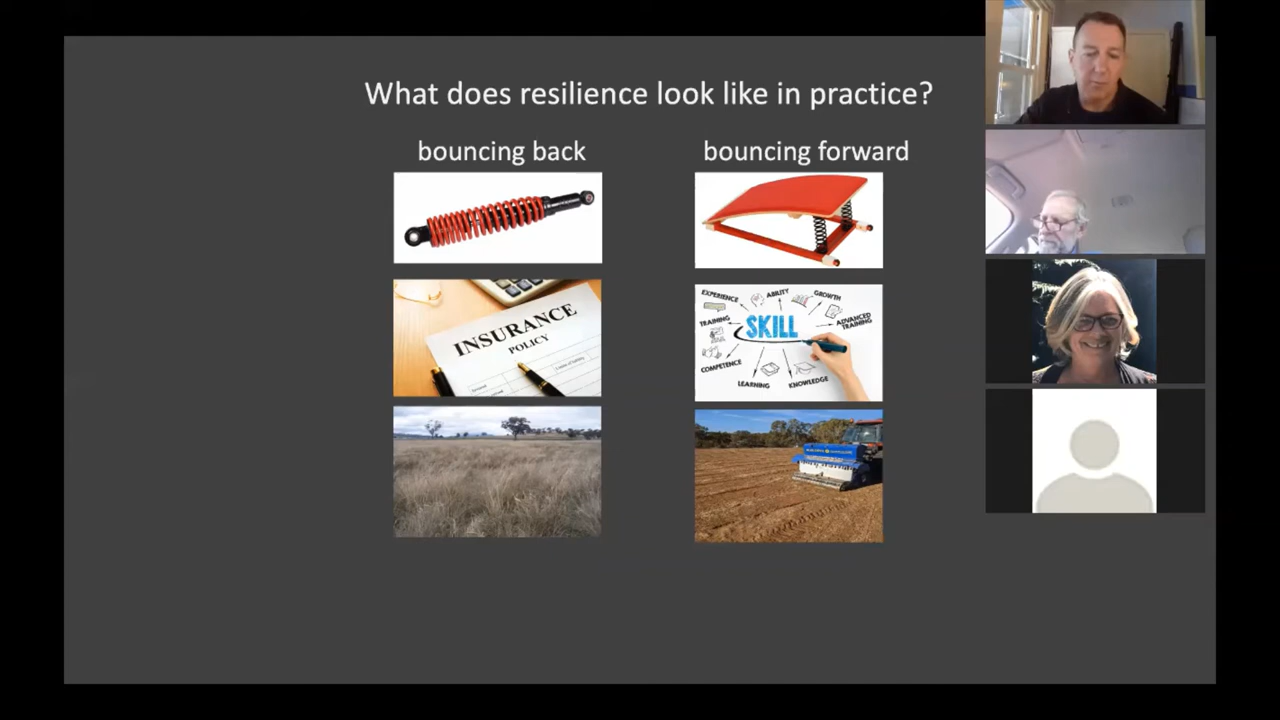 What does resilience look like in practice?
bouncing back
bouncing forward
INSURANCE
POLICY
EXPERIENCE
ABILITY
GROWTH
TRAINING
SKILL
ADVANCED
TRAINING
COMPETENCE
LEARNING
KNOWLEDGE